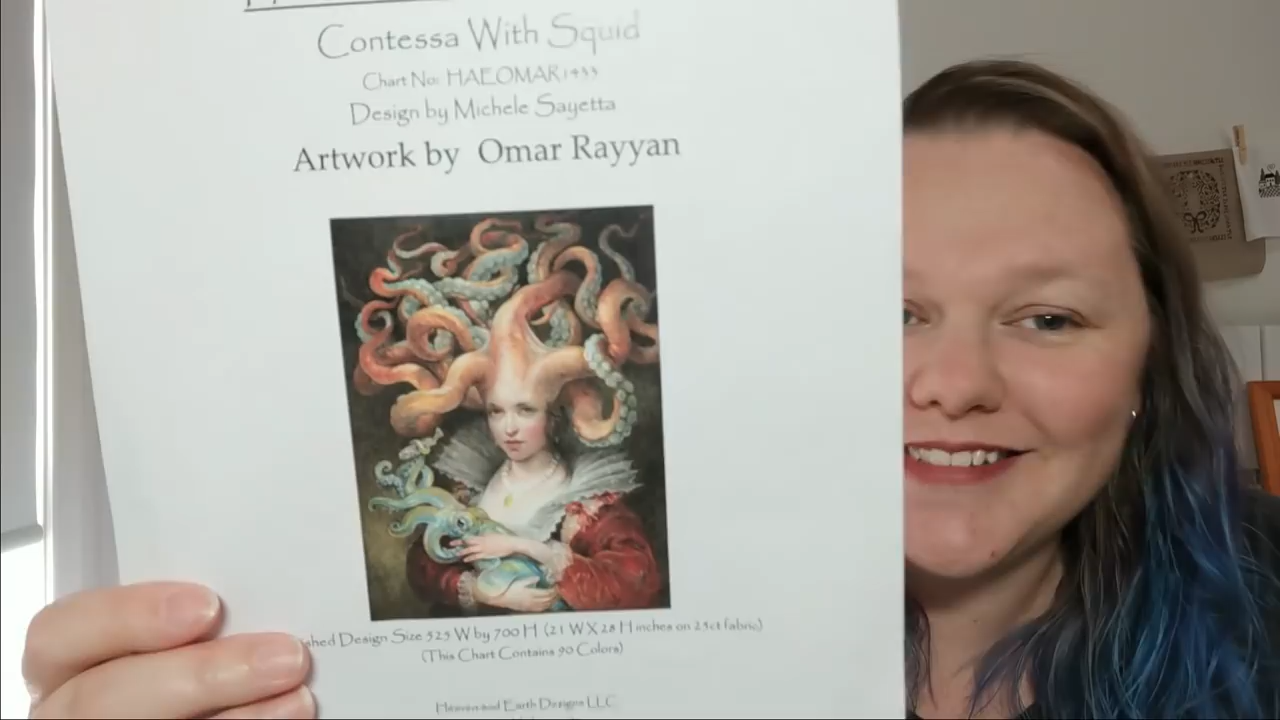 Contessa With Squid
Chart No: HAEOMAR1433
Design by Michele Sayetta
Artwork by Omar Rayyan
shed Design Size 525 W by 700 H (21 W X 28 H inches on 25ct fabric)
(This Chart Contains 90 Colors)
Heaven and Earth Designs LLC